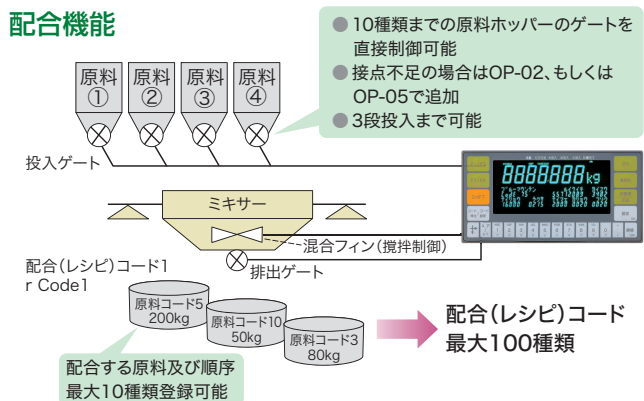 配合機能
● 10種類までの原料ホッパーのゲートを
直接制御可能
● 接点不足の場合はOP-02、もしくは
OP-05で追加
● 3段投入まで可能
原料
①
原料
②
原料
③
原料
④
投入ゲート
8888888kg
ミキサー
混合フィン(撹拌制御)
排出ゲート
配合(レシピ)コード1
r Code1
原料コード5
200kg
原料コード10
50kg
原料コード3
80kg
配合(レシピ)コード
最大100種類
配合する原料及び順序
最大10種類登録可能